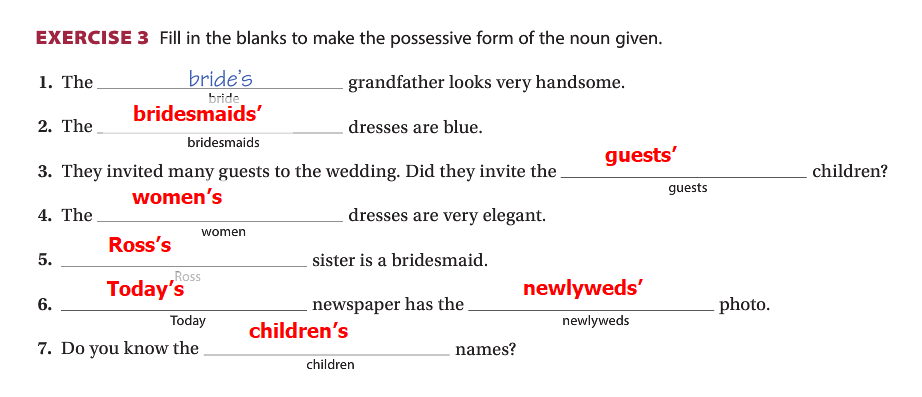 EXERCISE 3 Fill in the blanks to make the possessive form of the noun given.
1. The bride's grandfather looks very handsome.
bride
2. The bridesmaids' dresses are blue.
bridesmaids
3. They invited many guests to the wedding. Did they invite the guests' children?
guests
4. The women's dresses are very elegant.
women
5. Ross's sister is a bridesmaid.
Ross
6. Today's newspaper has the newlyweds' photo.
Today newlyweds
7. Do you know the children's names?
children